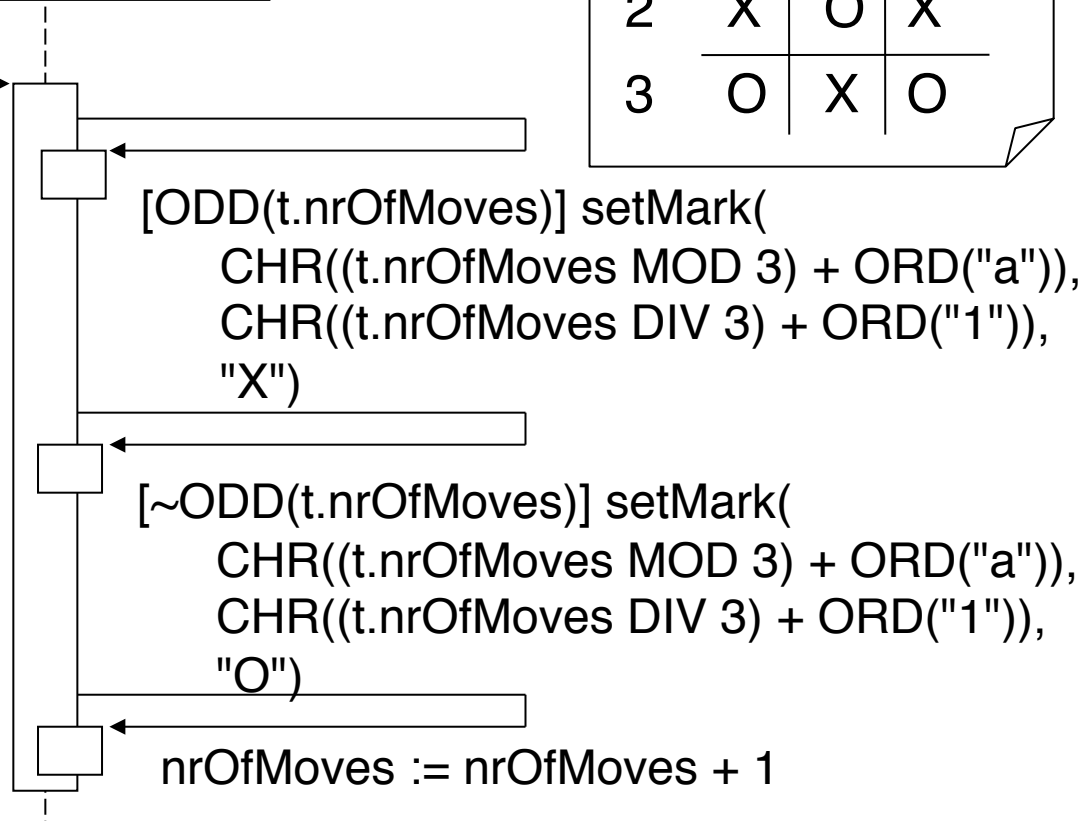 2 X O X
3 O X O
[ODD(t.nrOfMoves)] setMark(
CHR((t.nrOfMoves MOD 3) + ORD("a")),
CHR((t.nrOfMoves DIV 3) + ORD("1")),
"X")
[~ODD(t.nrOfMoves)] setMark(
CHR((t.nrOfMoves MOD 3) + ORD("a")),
CHR((t.nrOfMoves DIV 3) + ORD("1")),
"O")
nrOfMoves := nrOfMoves + 1